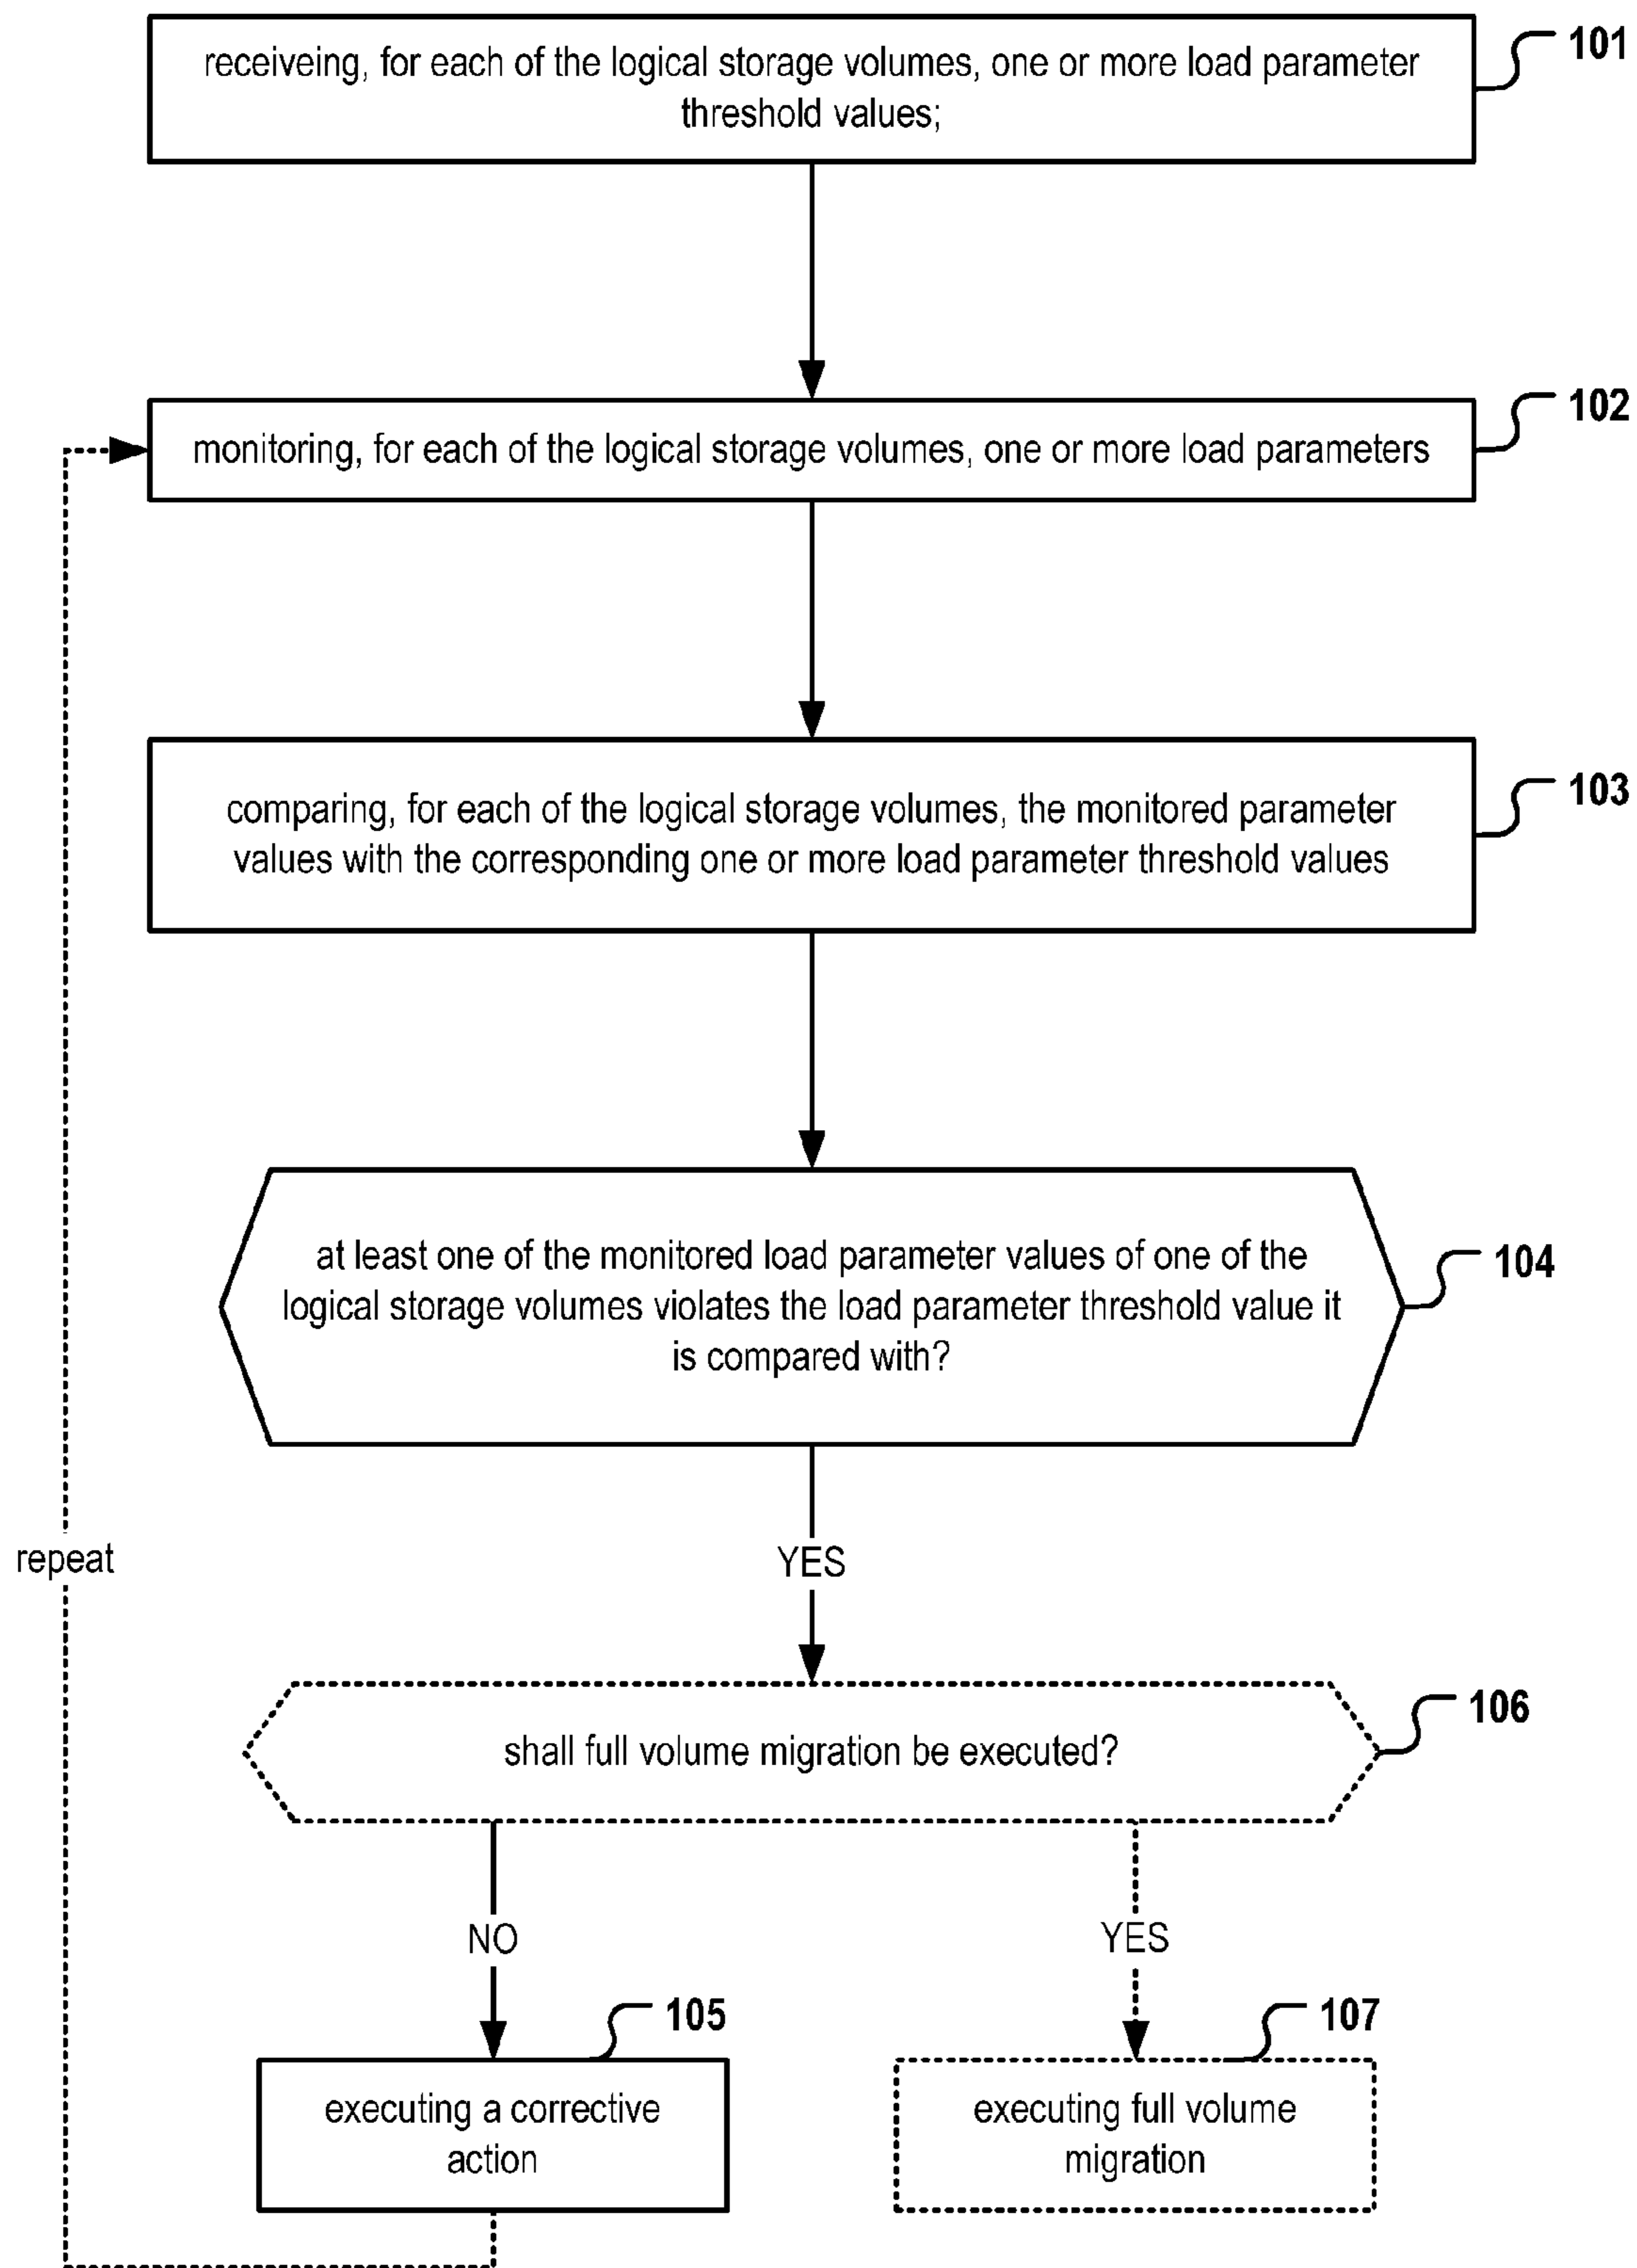 receiveing, for each of the logical storage volumes, one or more load parameter
threshold values;
101
monitoring, for each of the logical storage volumes, one or more load parameters
102
comparing, for each of the logical storage volumes, the monitored parameter
values with the corresponding one or more load parameter threshold values
103
at least one of the monitored load parameter values of one of the
logical storage volumes violates the load parameter threshold value it
is compared with?
104
repeat
YES
shall full volume migration be executed?
106
NO
YES
105
107
executing a corrective
action
executing full volume
migration